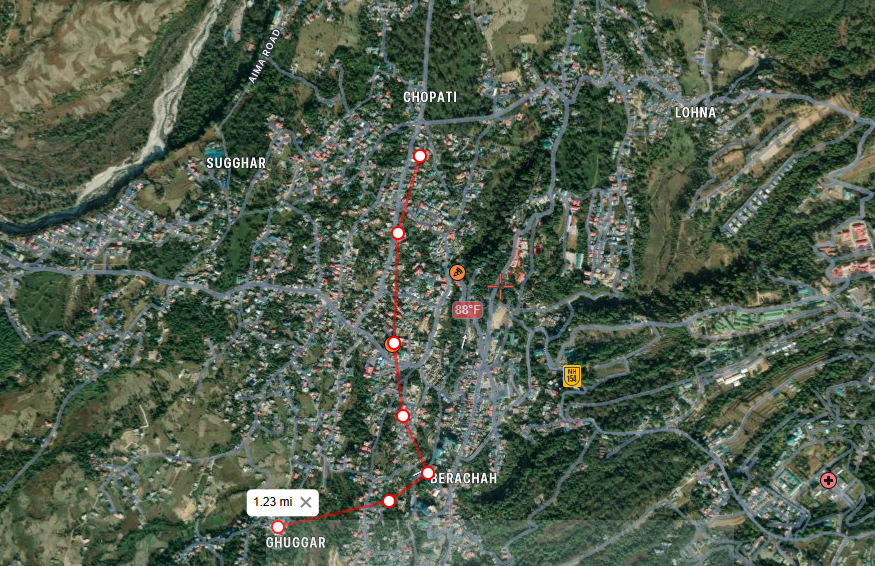 AIMA ROAD
CHOPATI
LOHNA
SUGGHAR
88°F
NH
154
BERACHAH
1.23 mi
GHUGGAR